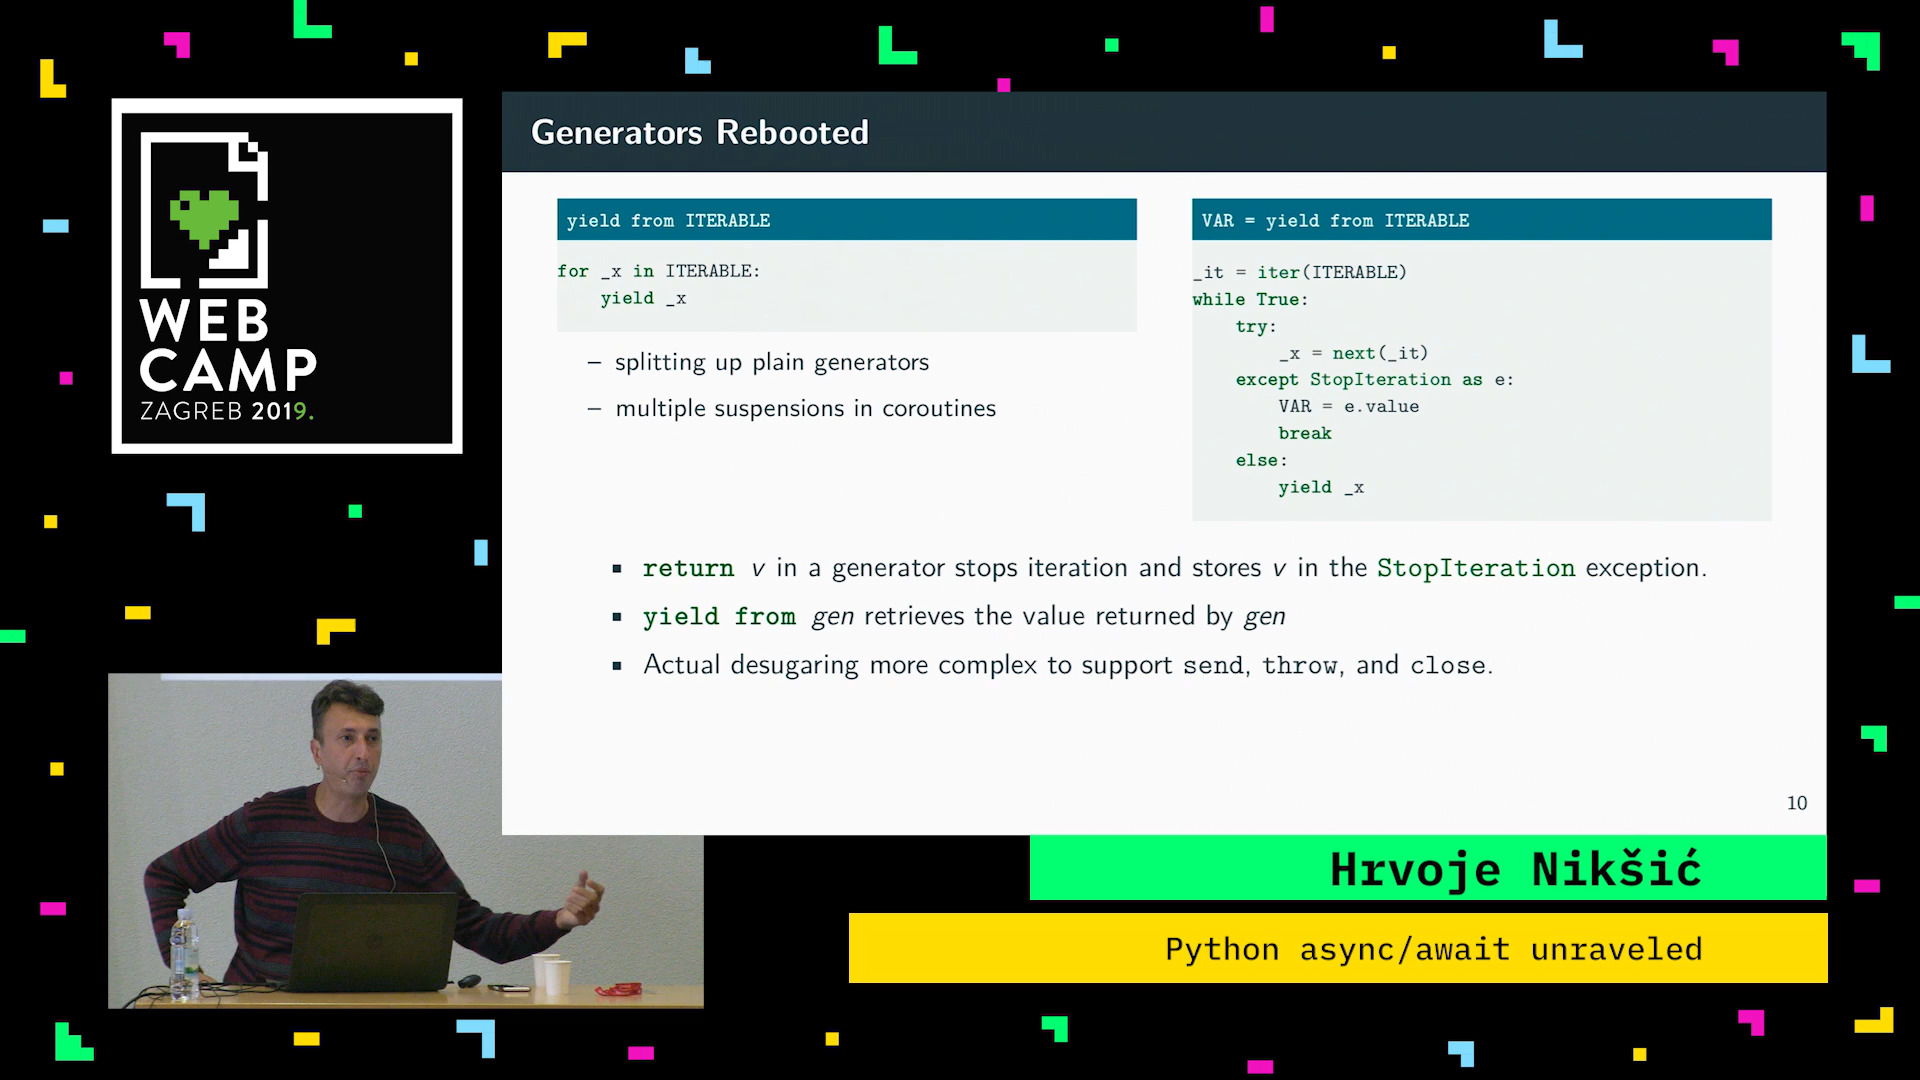 WEB
CAMP
ZAGREB 2019.
Generators Rebooted
yield from ITERABLE
for _x in ITERABLE:
    yield _x
– splitting up plain generators
– multiple suspensions in coroutines
VAR = yield from ITERABLE
_it = iter(ITERABLE)
while True:
    try:
        _x = next(_it)
    except StopIteration as e:
        VAR = e.value
        break
    else:
        yield _x
▪ return v in a generator stops iteration and stores v in the StopIteration exception.
▪ yield from gen retrieves the value returned by gen
▪ Actual desugaring more complex to support send, throw, and close.
10
Hrvoje Nikšić
Python async/await unraveled